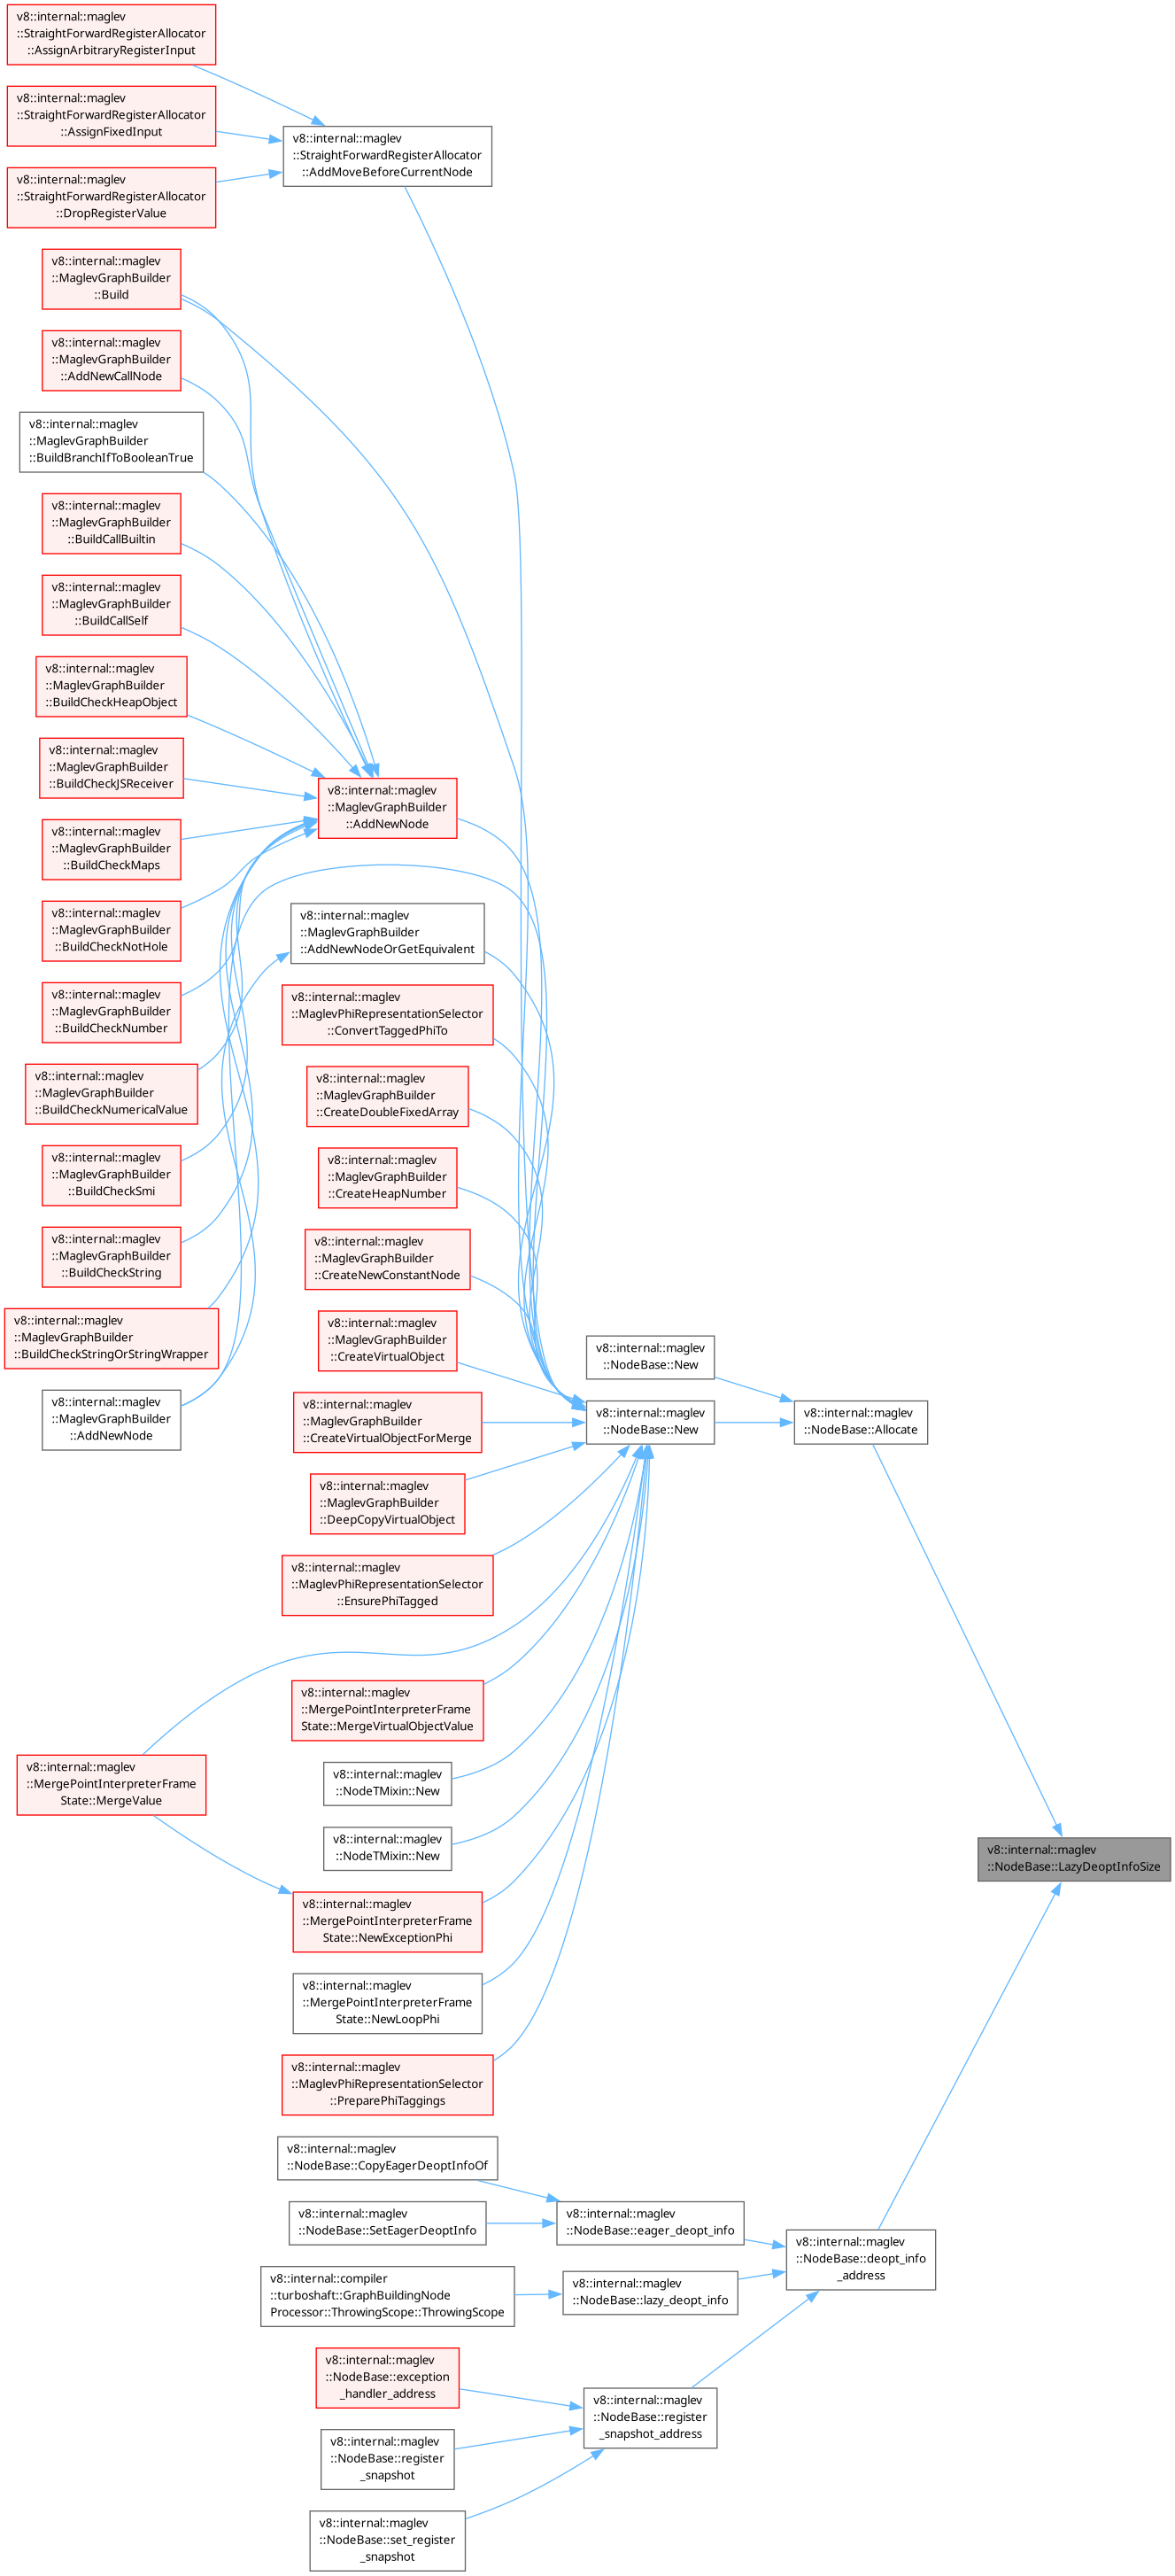 v8::internal::maglev
::StraightForwardRegisterAllocator
::AssignArbitraryRegisterInput
v8::internal::maglev
::StraightForwardRegisterAllocator
::AssignFixedInput
v8::internal::maglev
::StraightForwardRegisterAllocator
::AddMoveBeforeCurrentNode
v8::internal::maglev
::StraightForwardRegisterAllocator
::DropRegisterValue
v8::internal::maglev
::MaglevGraphBuilder
::Build
v8::internal::maglev
::MaglevGraphBuilder
::AddNewCallNode
v8::internal::maglev
::MaglevGraphBuilder
::BuildBranchIfToBooleanTrue
v8::internal::maglev
::MaglevGraphBuilder
::BuildCallBuiltin
v8::internal::maglev
::MaglevGraphBuilder
::BuildCallSelf
v8::internal::maglev
::MaglevGraphBuilder
::BuildCheckHeapObject
v8::internal::maglev
::MaglevGraphBuilder
::BuildCheckJSReceiver
v8::internal::maglev
::MaglevGraphBuilder
::AddNewNode
v8::internal::maglev
::MaglevGraphBuilder
::BuildCheckMaps
v8::internal::maglev
::MaglevGraphBuilder
::BuildCheckNotHole
v8::internal::maglev
::MaglevGraphBuilder
::AddNewNodeOrGetEquivalent
v8::internal::maglev
::MaglevGraphBuilder
::BuildCheckNumber
v8::internal::maglev
::MaglevPhiRepresentationSelector
::ConvertTaggedPhiTo
v8::internal::maglev
::MaglevGraphBuilder
::BuildCheckNumericalValue
v8::internal::maglev
::MaglevGraphBuilder
::CreateDoubleFixedArray
v8::internal::maglev
::MaglevGraphBuilder
::BuildCheckSmi
v8::internal::maglev
::MaglevGraphBuilder
::CreateHeapNumber
v8::internal::maglev
::MaglevGraphBuilder
::BuildCheckString
v8::internal::maglev
::MaglevGraphBuilder
::CreateNewConstantNode
v8::internal::maglev
::MaglevGraphBuilder
::BuildCheckStringOrStringWrapper
v8::internal::maglev
::MaglevGraphBuilder
::CreateVirtualObject
v8::internal::maglev
::NodeBase::New
v8::internal::maglev
::MaglevGraphBuilder
::AddNewNode
v8::internal::maglev
::MaglevGraphBuilder
::CreateVirtualObjectForMerge
v8::internal::maglev
::NodeBase::New
v8::internal::maglev
::NodeBase::Allocate
v8::internal::maglev
::MaglevGraphBuilder
::DeepCopyVirtualObject
v8::internal::maglev
::MaglevPhiRepresentationSelector
::EnsurePhiTagged
v8::internal::maglev
::MergePointInterpreterFrame
State::MergeVirtualObjectValue
v8::internal::maglev
::MergePointInterpreterFrame
State::MergeValue
v8::internal::maglev
::NodeTMixin::New
v8::internal::maglev
::NodeTMixin::New
v8::internal::maglev
::NodeBase::LazyDeoptInfoSize
v8::internal::maglev
::MergePointInterpreterFrame
State::NewExceptionPhi
v8::internal::maglev
::MergePointInterpreterFrame
State::NewLoopPhi
v8::internal::maglev
::MaglevPhiRepresentationSelector
::PreparePhiTaggings
v8::internal::maglev
::NodeBase::CopyEagerDeoptInfoOf
v8::internal::maglev
::NodeBase::SetEagerDeoptInfo
v8::internal::maglev
::NodeBase::eager_deopt_info
v8::internal::maglev
::NodeBase::deopt_info
_address
v8::internal::compiler
::turboshaft::GraphBuildingNode
Processor::ThrowingScope::ThrowingScope
v8::internal::maglev
::NodeBase::lazy_deopt_info
v8::internal::maglev
::NodeBase::exception
_handler_address
v8::internal::maglev
::NodeBase::register
_snapshot_address
v8::internal::maglev
::NodeBase::register
_snapshot
v8::internal::maglev
::NodeBase::set_register
_snapshot